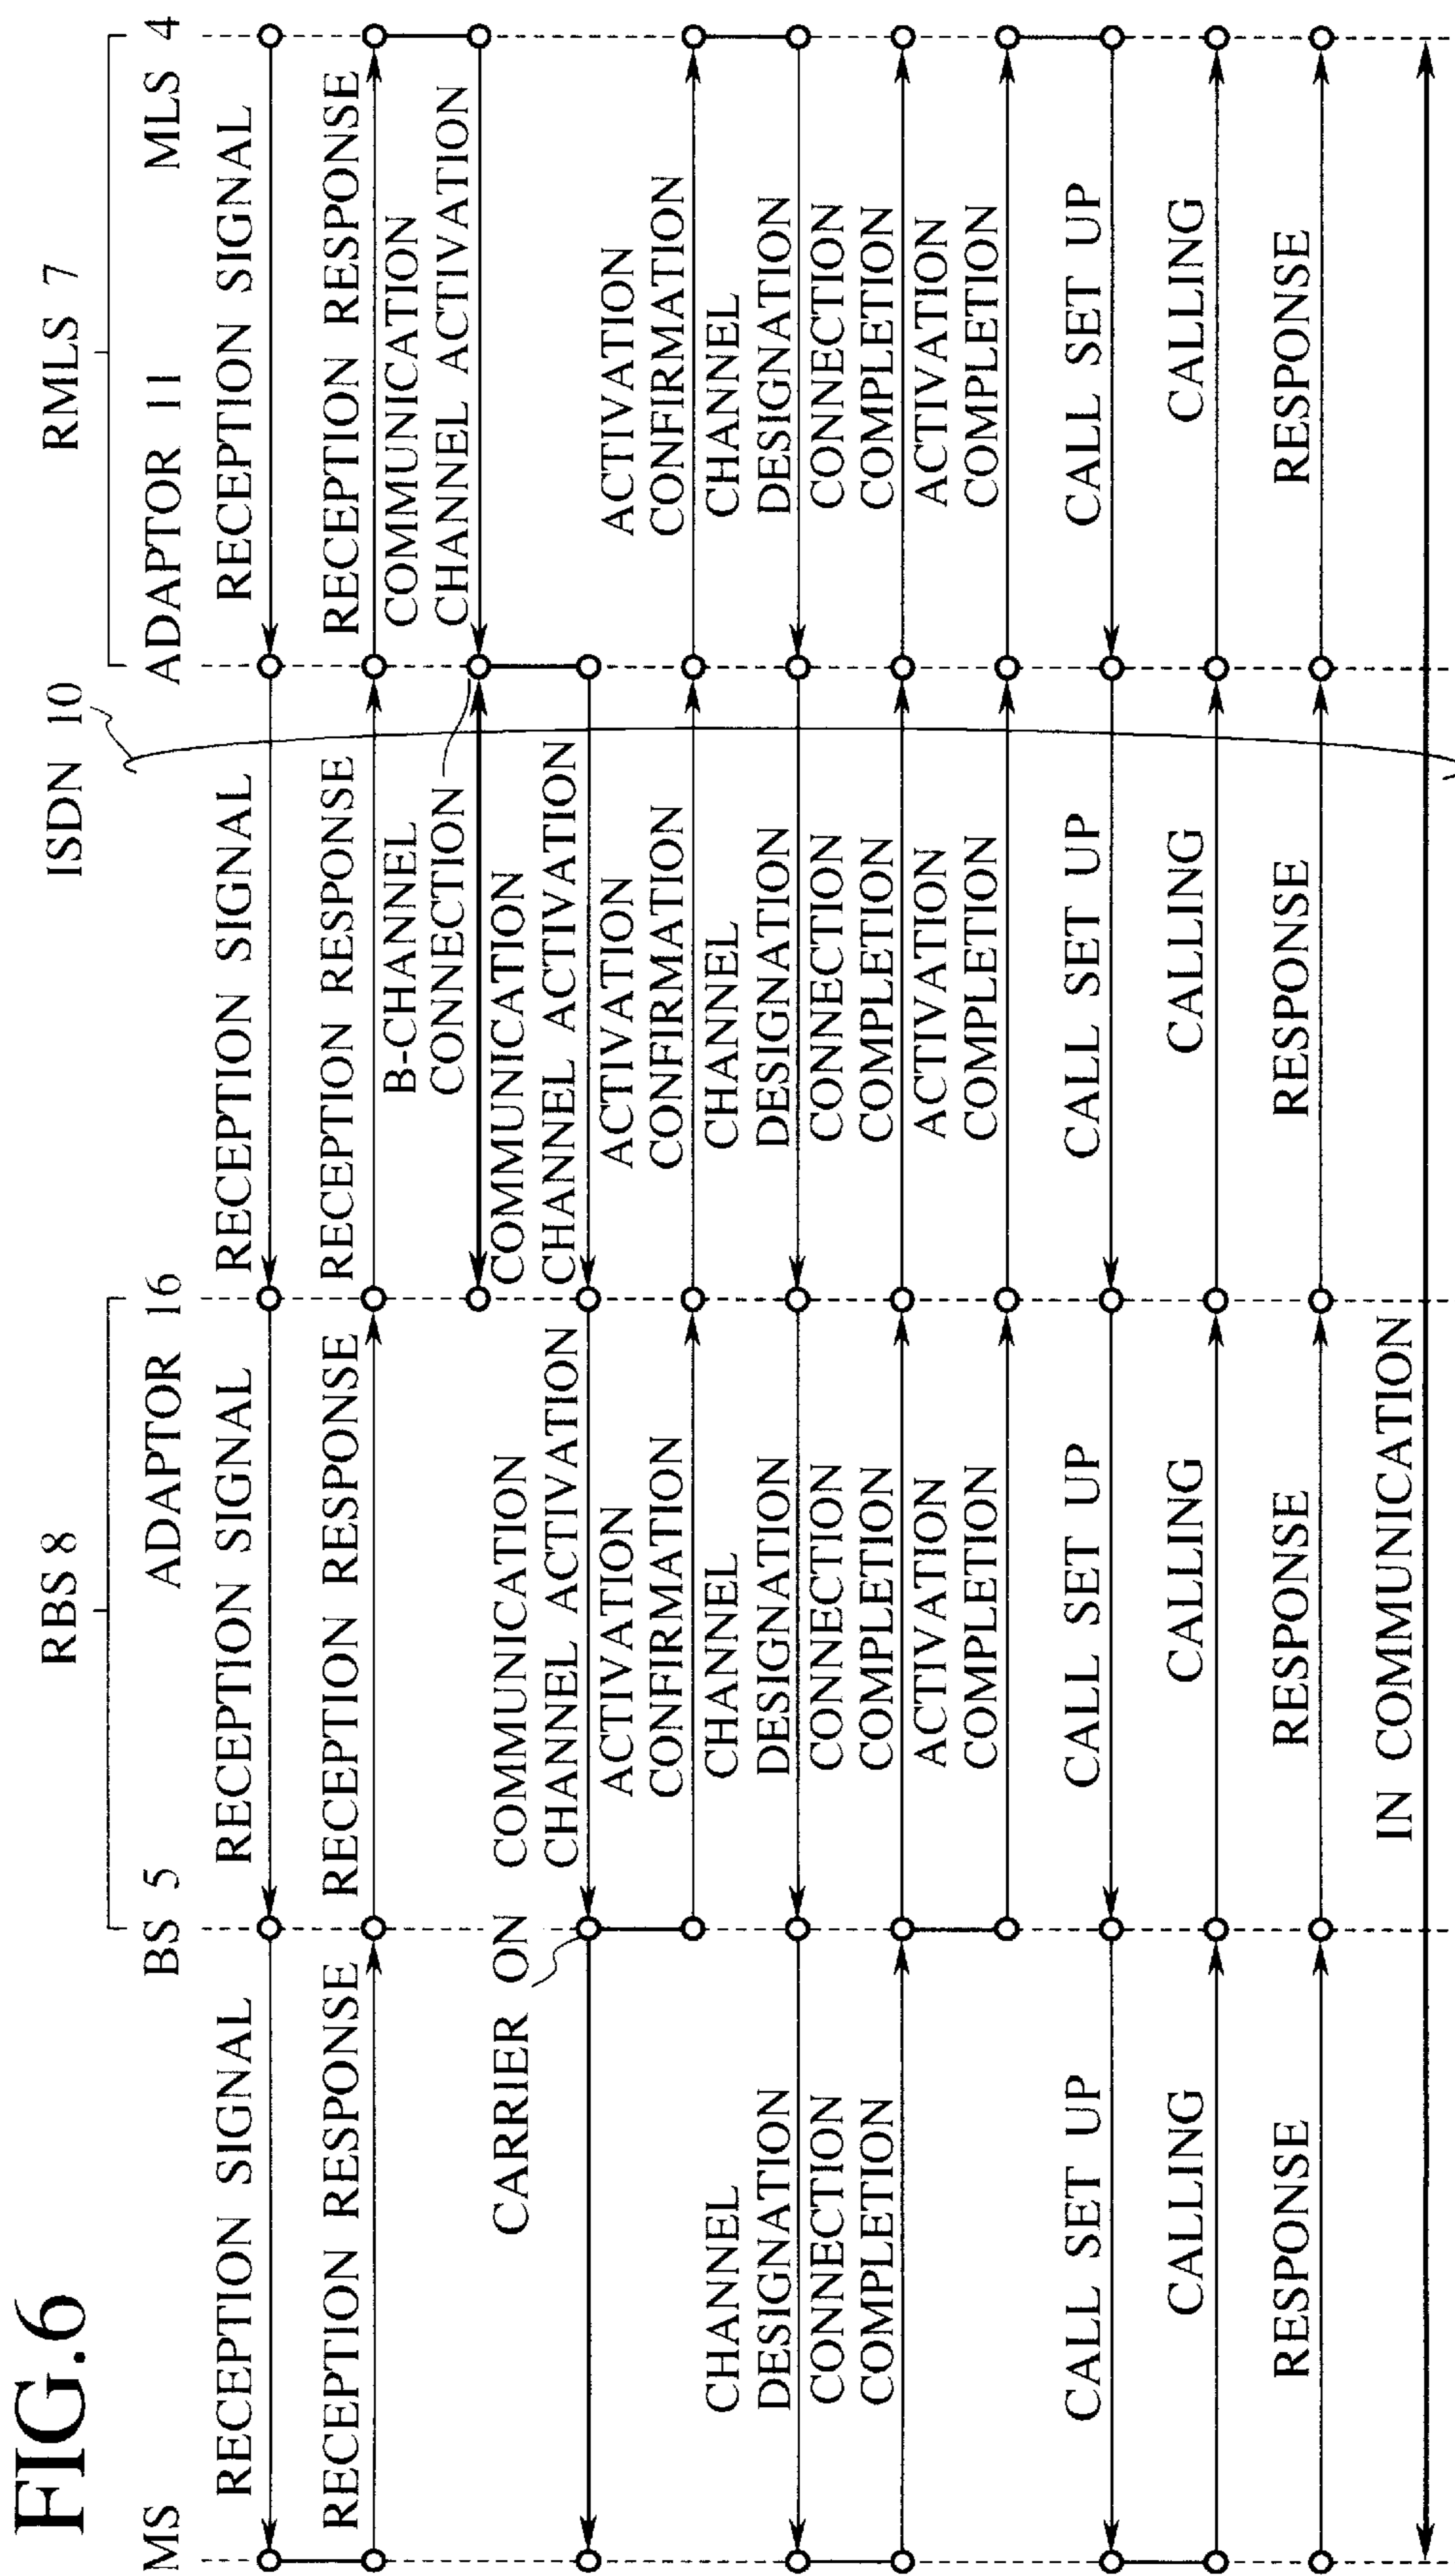 FIG.6
RBS 8
RMLS 7
ISDN 10
MS
BS 5
ADAPTOR 16
ADAPTOR 11
MLS 4
RECEPTION SIGNAL
RECEPTION SIGNAL
RECEPTION SIGNAL
RECEPTION SIGNAL
RECEPTION RESPONSE
RECEPTION RESPONSE
RECEPTION RESPONSE
RECEPTION RESPONSE
B-CHANNEL
CONNECTION
COMMUNICATION
CHANNEL ACTIVATION
CARRIER ON
COMMUNICATION
CHANNEL ACTIVATION
COMMUNICATION
CHANNEL ACTIVATION
ACTIVATION
CONFIRMATION
ACTIVATION
CONFIRMATION
ACTIVATION
CONFIRMATION
CHANNEL
DESIGNATION
CHANNEL
DESIGNATION
CHANNEL
DESIGNATION
CHANNEL
DESIGNATION
CONNECTION
COMPLETION
CONNECTION
COMPLETION
CONNECTION
COMPLETION
CONNECTION
COMPLETION
ACTIVATION
COMPLETION
ACTIVATION
COMPLETION
ACTIVATION
COMPLETION
CALL SET UP
CALL SET UP
CALL SET UP
CALL SET UP
CALLING
CALLING
CALLING
CALLING
RESPONSE
RESPONSE
RESPONSE
RESPONSE
IN COMMUNICATION